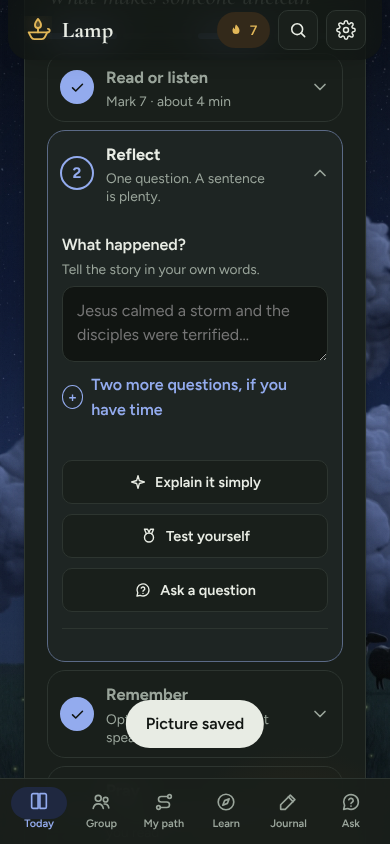 Lamp
7
Read or listen
Mark 7 · about 4 min
2
Reflect
One question. A sentence
is plenty.
What happened?
Tell the story in your own words.
Jesus calmed a storm and the
disciples were terrified...
Two more questions, if you
have time
Explain it simply
Test yourself
Ask a question
Remember
Picture saved
Today
Group
My path
Learn
Journal
Ask